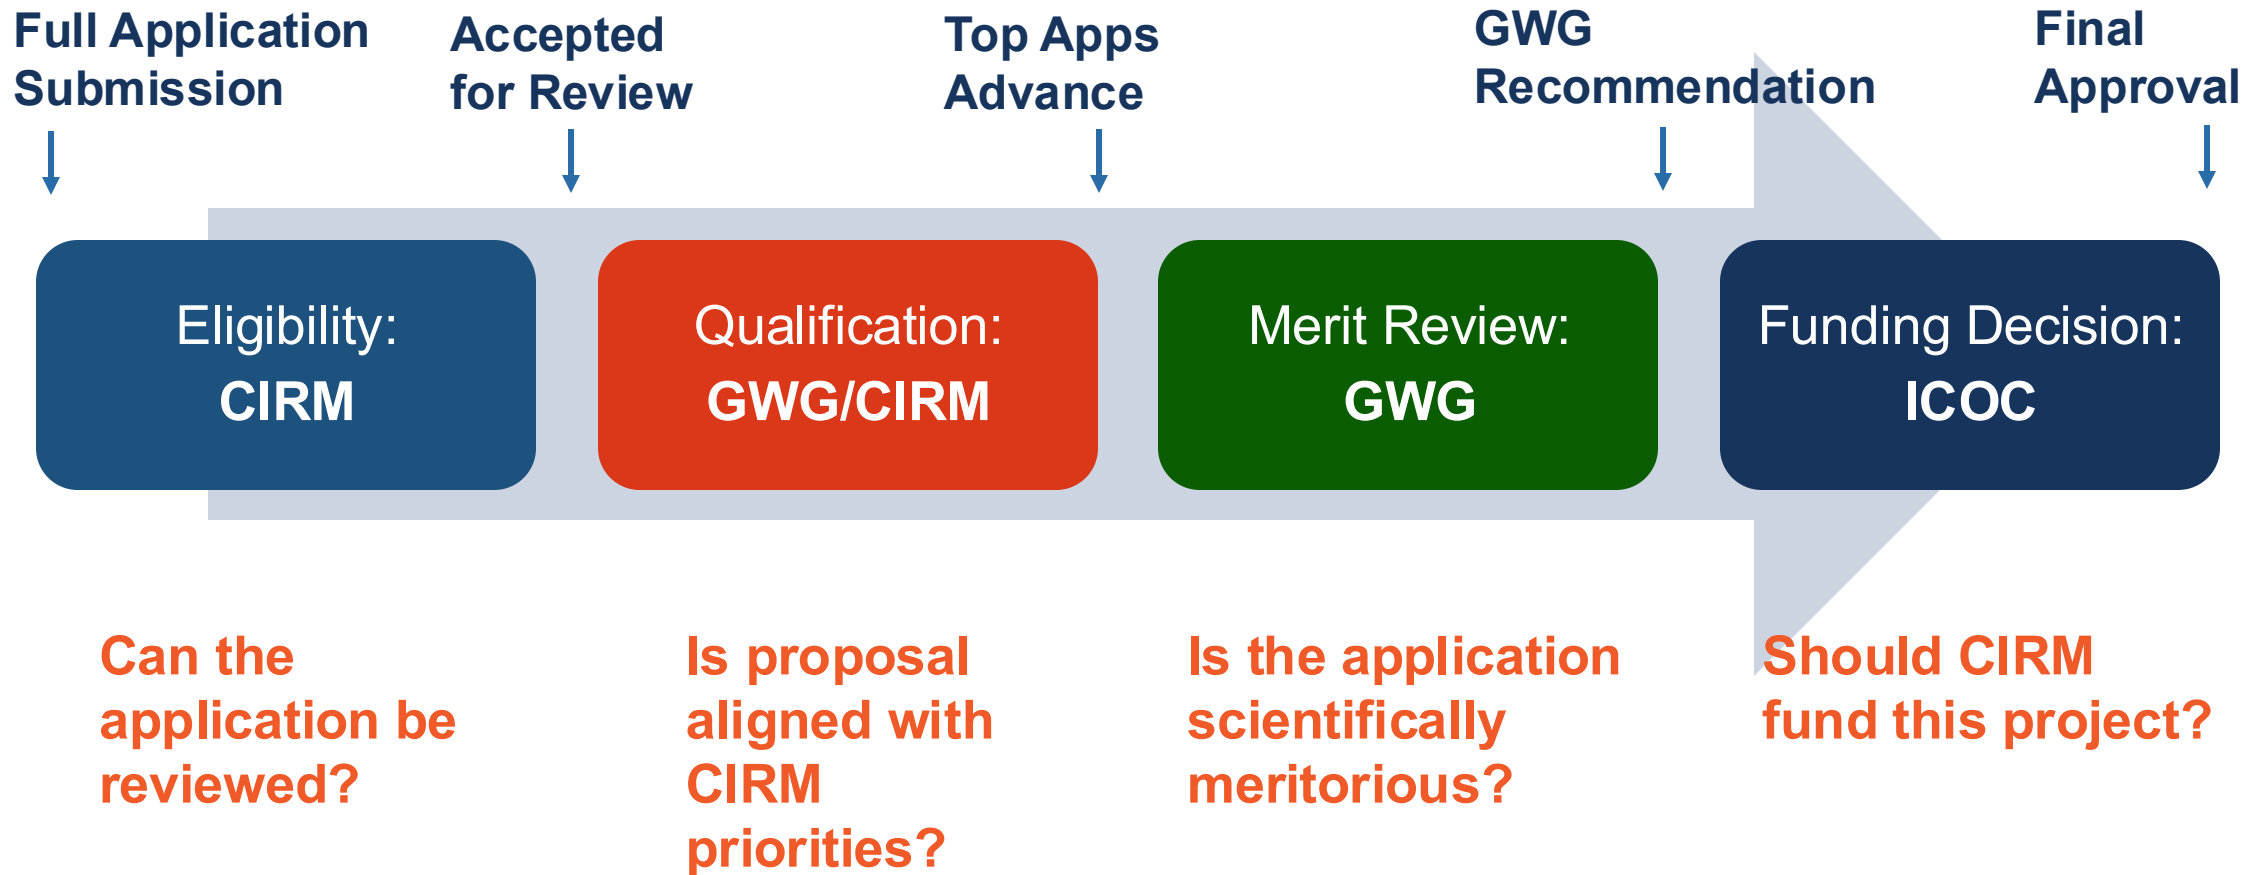 Full Application
Submission
Accepted
for Review
Top Apps
Advance
GWG
Recommendation
Final
Approval
Eligibility:
CIRM
Qualification:
GWG/CIRM
Merit Review:
GWG
Funding Decision:
ICOC
Can the
application be
reviewed?
Is proposal
aligned with
CIRM
priorities?
Is the application
scientifically
meritorious?
Should CIRM
fund this project?